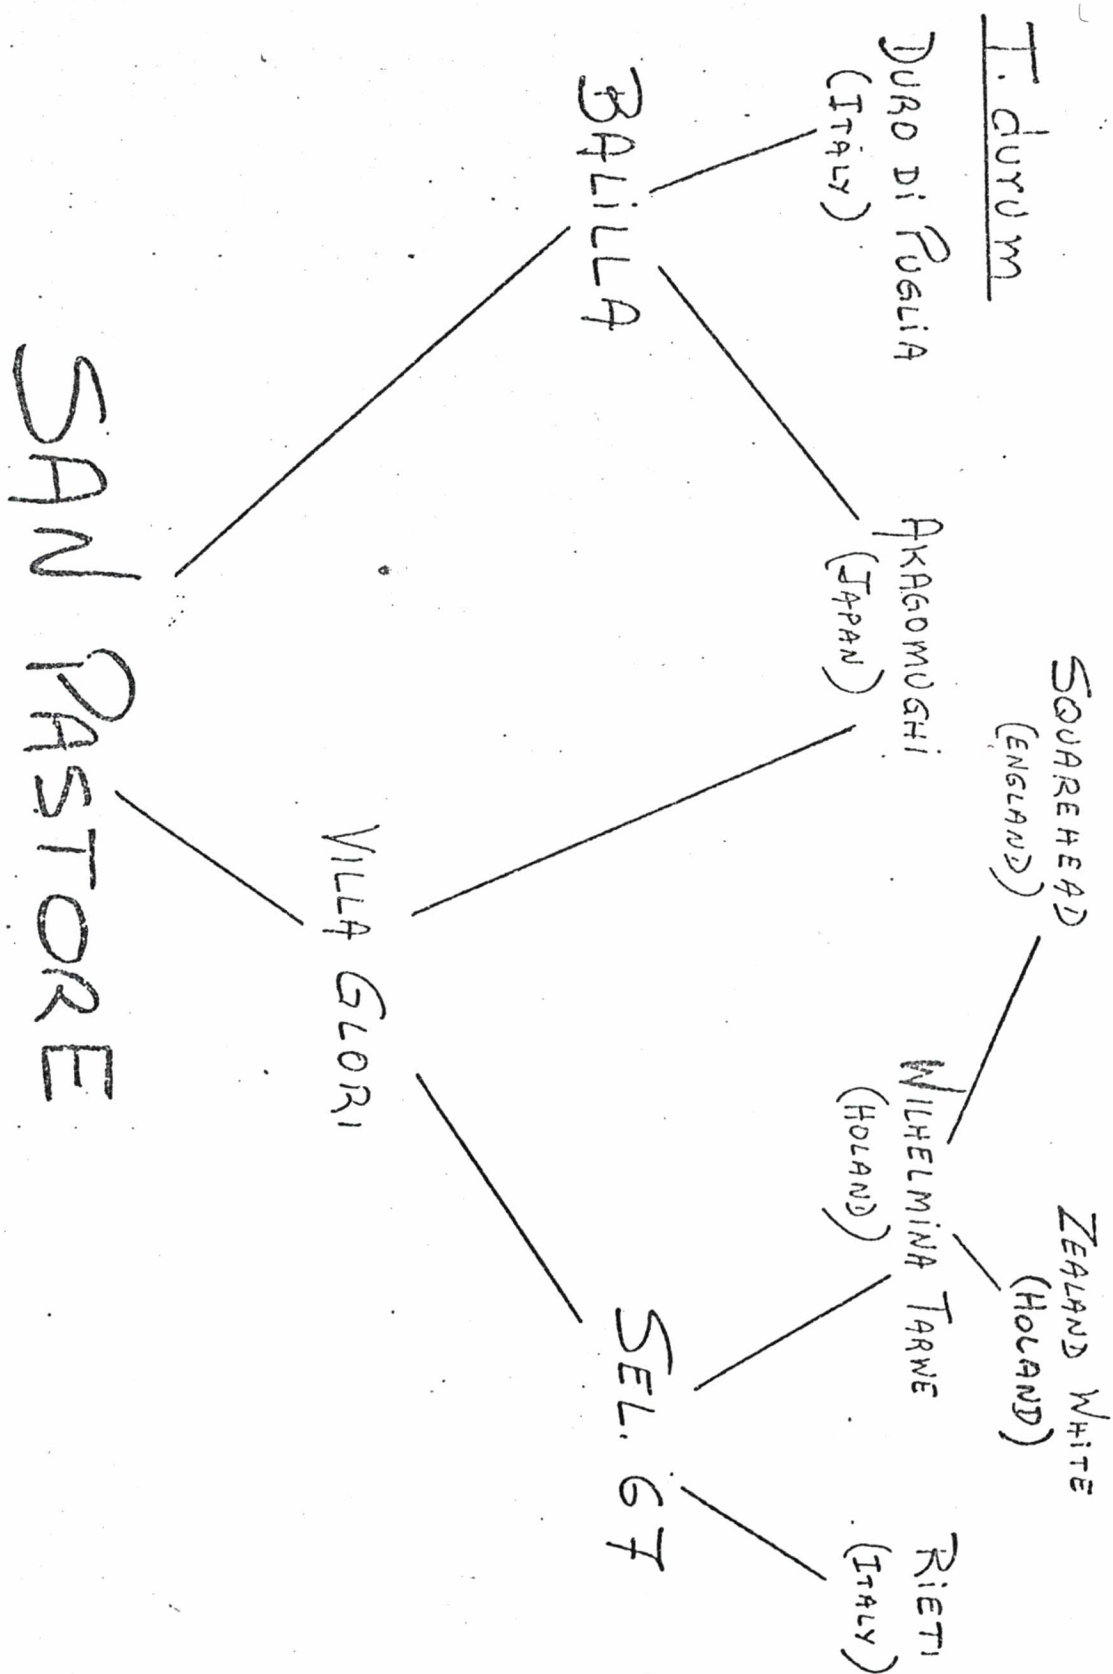 T. durum
SQUAREHEAD
(ENGLAND)
ZEALAND WHITE
(HOLAND)
DURO DI PUGLIA
(ITALY)
AKAGOMUGHI
(JAPAN)
WILHELMINA TARWE
(HOLAND)
RIETI
(ITALY)
BALILLA
SEL. 67
VILLA GLORI
SAN PASTORE